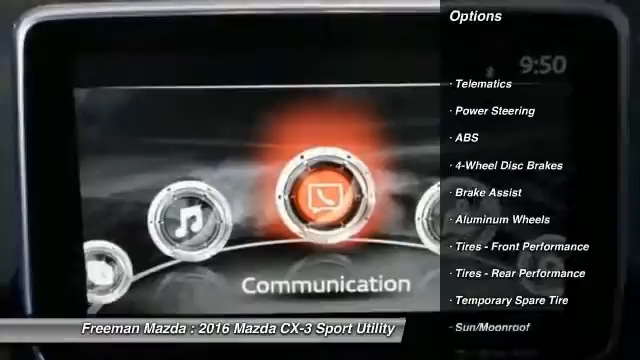 Options
9:50
· Telematics
· Power Steering
· ABS
· 4-Wheel Disc Brakes
· Brake Assist
· Aluminum Wheels
· Tires - Front Performance
· Tires - Rear Performance
· Temporary Spare Tire
· Sun/Moonroof
Communication
Freeman Mazda : 2016 Mazda CX-3 Sport Utility